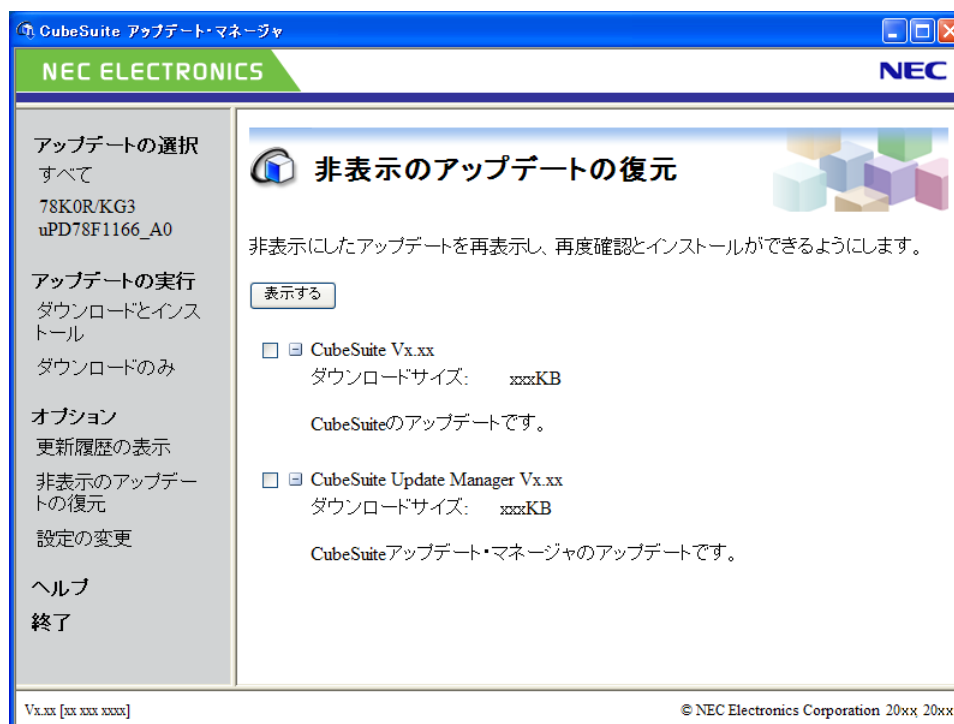 CubeSuite アップデート・マネージャ
NEC ELECTRONICS
NEC
アップデートの選択
すべて
78K0R/KG3
uPD78F1166_A0
アップデートの実行
ダウンロードとインス
トール
ダウンロードのみ
オプション
更新履歴の表示
非表示のアップデー
トの復元
設定の変更
ヘルプ
終了
非表示のアップデートの復元
非表示にしたアップデートを再表示し、再度確認とインストールができるようにします。
表示する
CubeSuite Vx.xx
ダウンロードサイズ: xxxKB
CubeSuiteのアップデートです。
CubeSuite Update Manager Vx.xx
ダウンロードサイズ: xxxKB
CubeSuiteアップデート・マネージャのアップデートです。
Vx.xx [xx xxx xxxx]
© NEC Electronics Corporation 20xx, 20xx